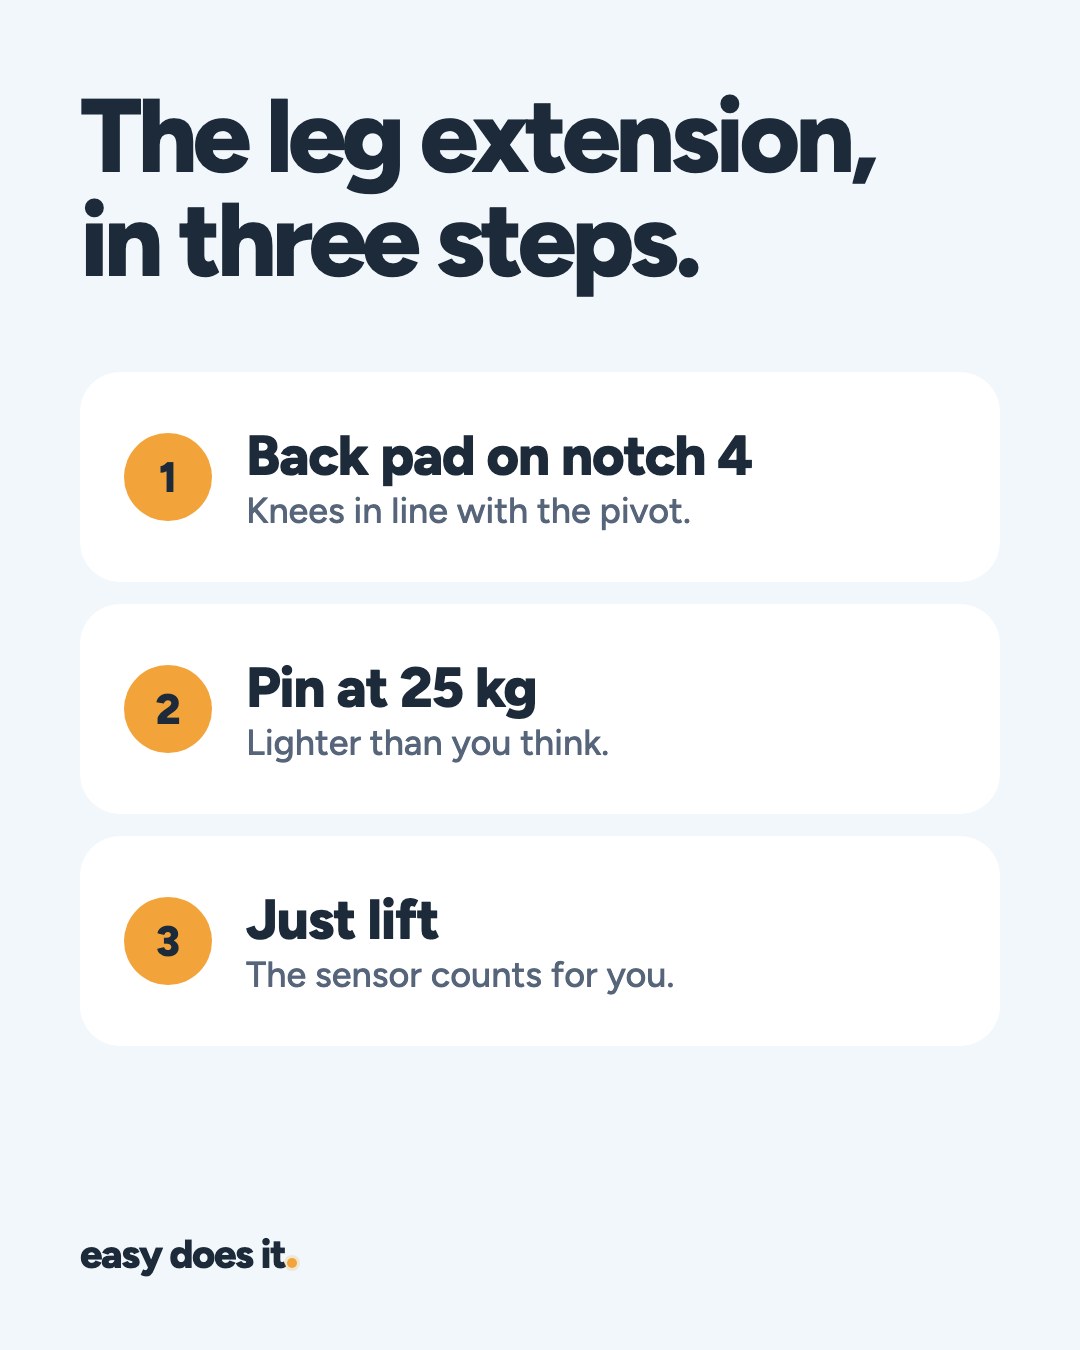 The leg extension,
in three steps.
1
Back pad on notch 4
Knees in line with the pivot.
2
Pin at 25 kg
Lighter than you think.
3
Just lift
The sensor counts for you.
easy does it.